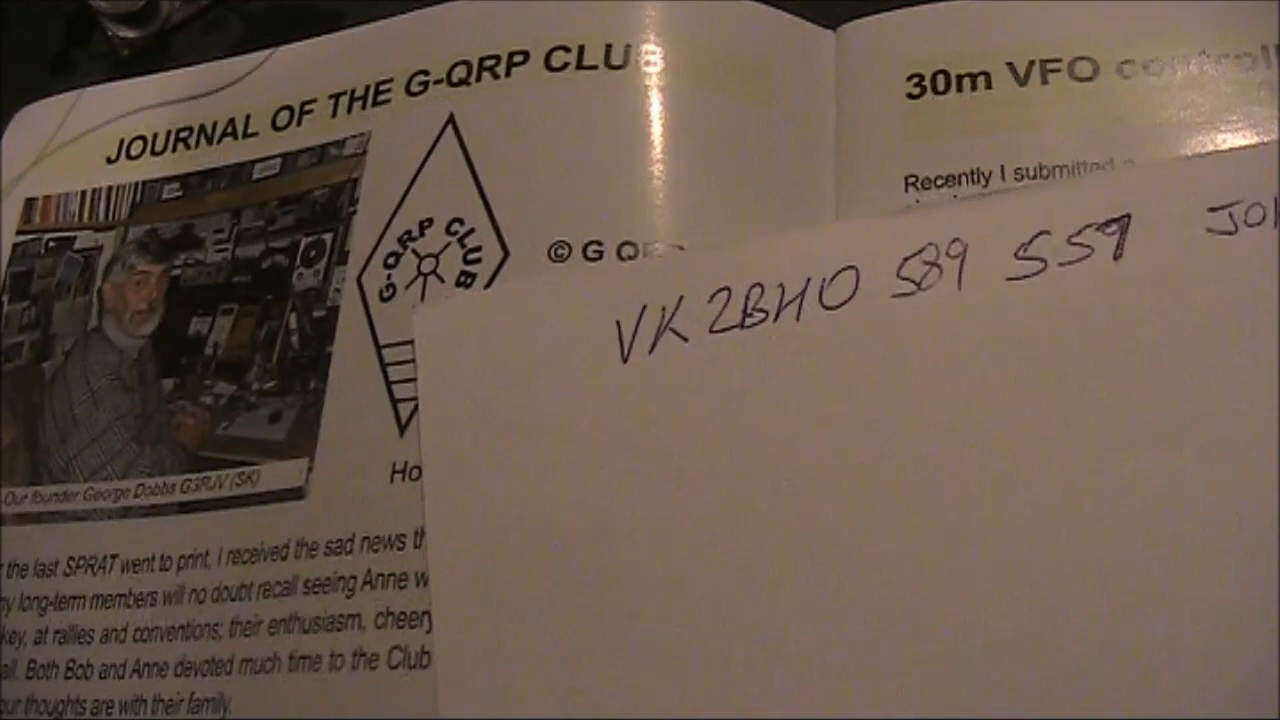 JOURNAL OF THE G-QRP CLUB
G-QRP CLUB
© G
Our founder George Dobbs G3RJV (SK)
the last SPRAT went to print, I received the sad news
long-term members will no doubt recall seeing Anne
key, at rallies and conventions; their enthusiasm, cheery
all. Both Bob and Anne devoted much time to the Club
our thoughts are with their family.
30m VFO controll
Recently I submitted
VK2BHO 589 559